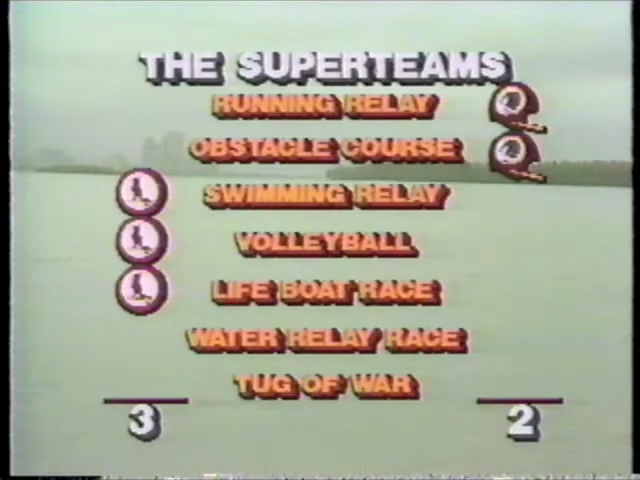 THE SUPERTEAMS
RUNNING RELAY
OBSTACLE COURSE
SWIMMING RELAY
VOLLEYBALL
LIFE BOAT RACE
WATER RELAY RACE
TUG OF WAR
3 2